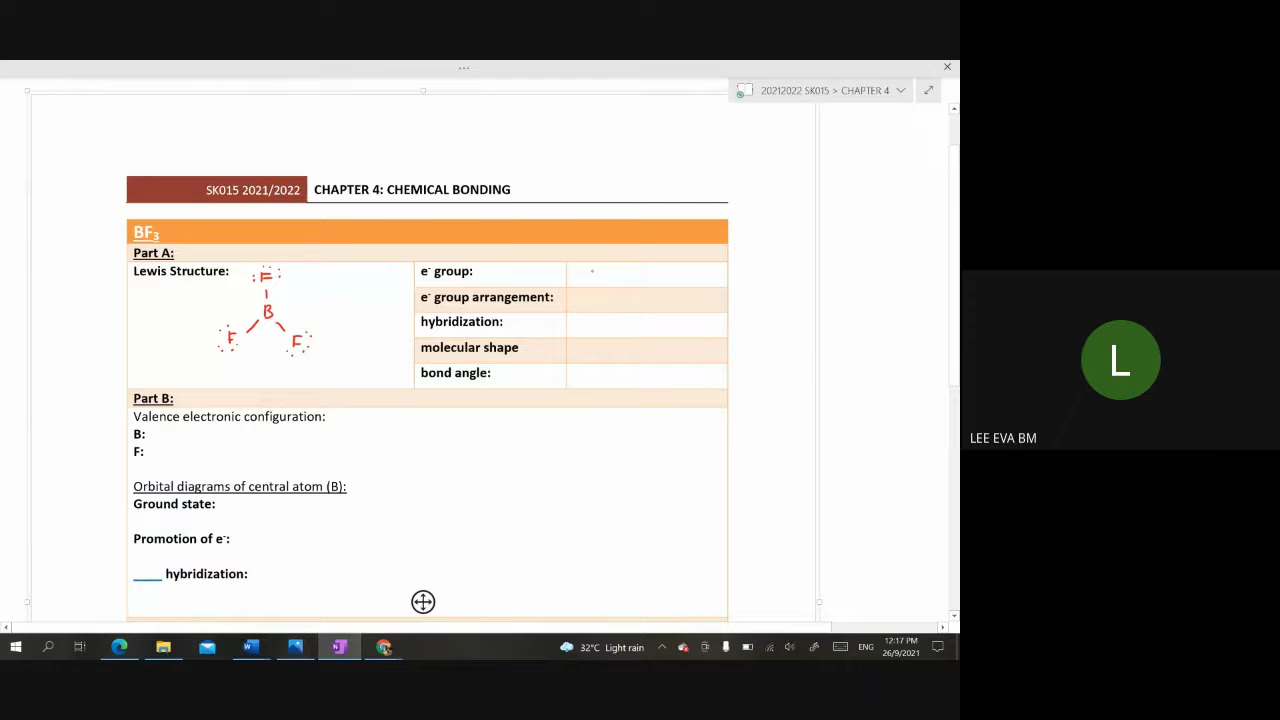 20212022 SK015 > CHAPTER 4
SK015 2021/2022 CHAPTER 4: CHEMICAL BONDING
BF3
Part A:
Lewis Structure: e- group:
F
B
F F
e- group arrangement:
hybridization:
molecular shape
bond angle:
Part B:
Valence electronic configuration:
B:
F:
Orbital diagrams of central atom (B):
Ground state:
Promotion of e-:
____ hybridization:
L
LEE EVA BM
32°C Light rain
ENG
12:17 PM
26/9/2021